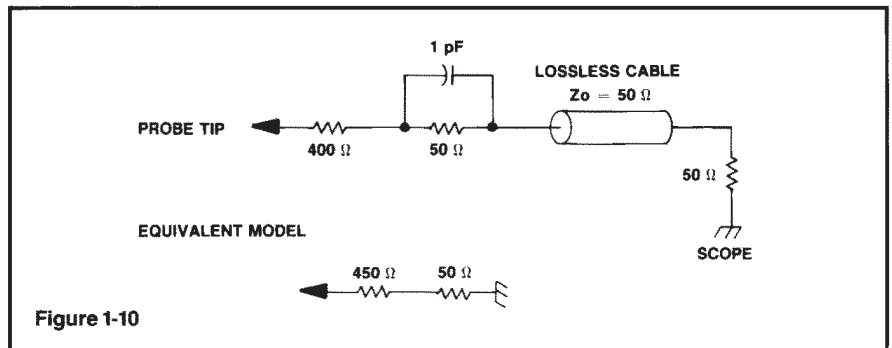 1 pF
LOSSLESS CABLE
Zo = 50 Ω
PROBE TIP
400 Ω
50 Ω
50 Ω
SCOPE
EQUIVALENT MODEL
450 Ω
50 Ω
Figure 1-10